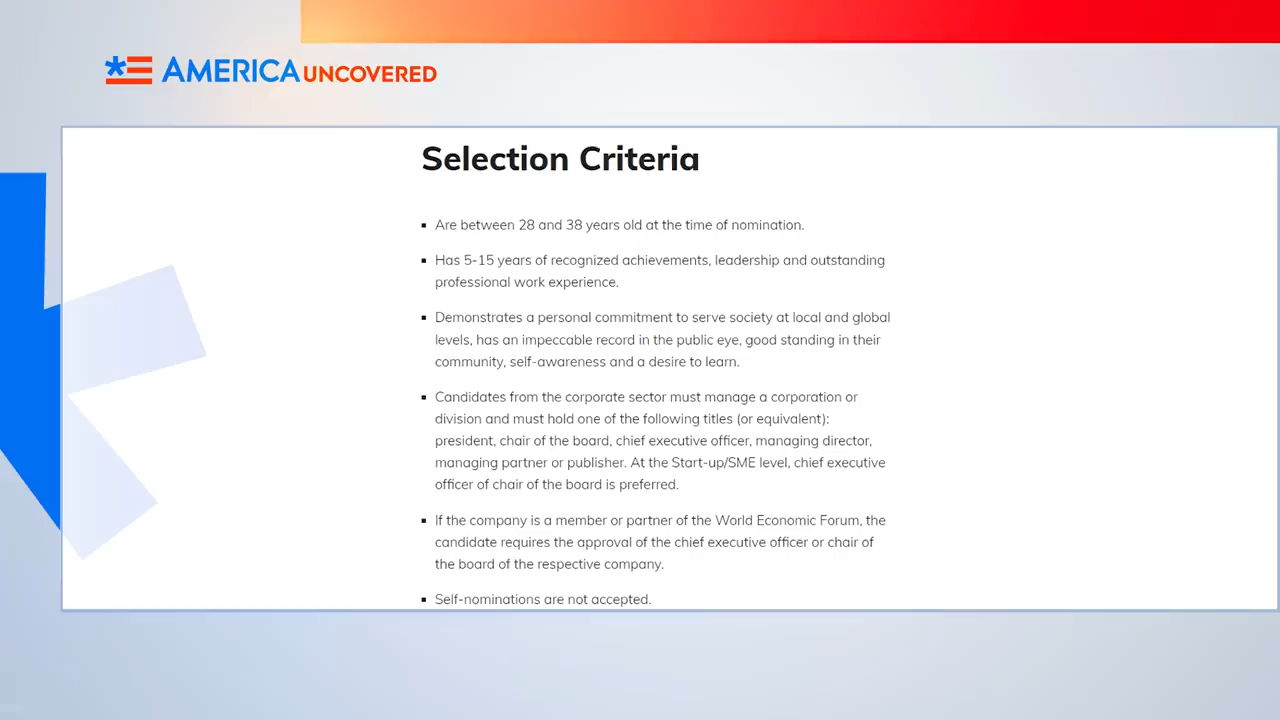 AMERICA UNCOVERED
Selection Criteria
▪ Are between 28 and 38 years old at the time of nomination.
▪ Has 5-15 years of recognized achievements, leadership and outstanding
professional work experience.
▪ Demonstrates a personal commitment to serve society at local and global
levels, has an impeccable record in the public eye, good standing in their
community, self-awareness and a desire to learn.
▪ Candidates from the corporate sector must manage a corporation or
division and must hold one of the following titles (or equivalent):
president, chair of the board, chief executive officer, managing director,
managing partner or publisher. At the Start-up/SME level, chief executive
officer of chair of the board is preferred.
▪ If the company is a member or partner of the World Economic Forum, the
candidate requires the approval of the chief executive officer or chair of
the board of the respective company.
▪ Self-nominations are not accepted.